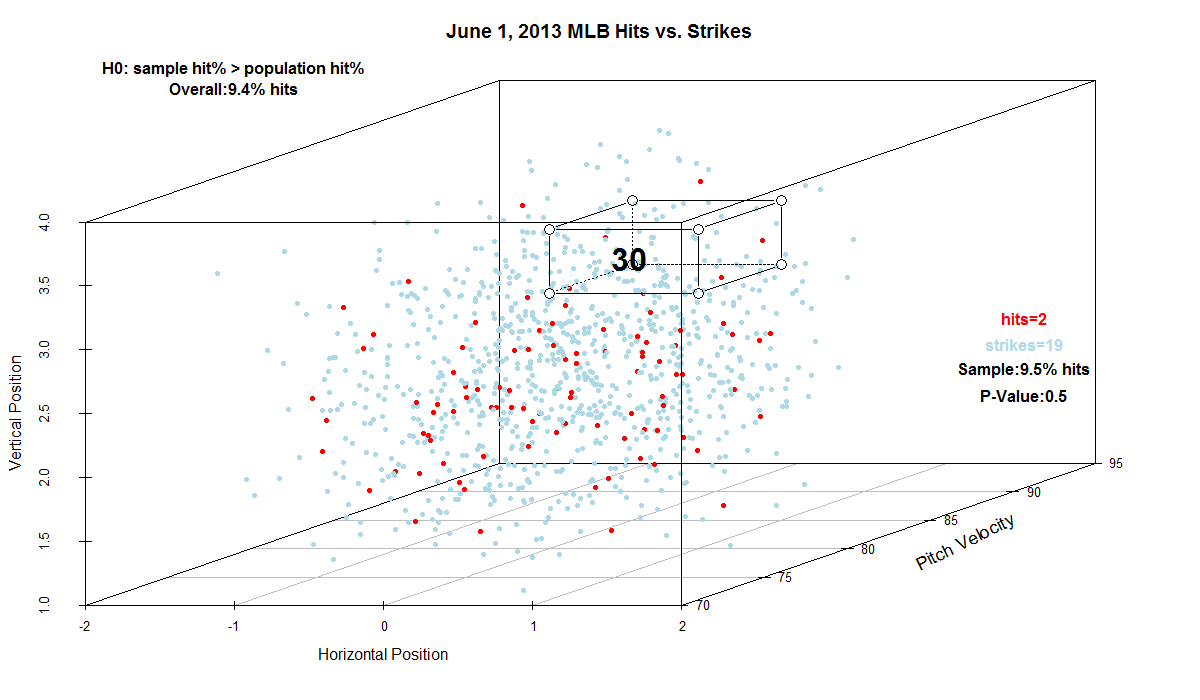 June 1, 2013 MLB Hits vs. Strikes
H0: sample hit% > population hit%
Overall:9.4% hits
30
hits=2
strikes=19
Sample:9.5% hits
P-Value:0.5
Vertical Position
4.0
3.5
3.0
2.5
2.0
1.5
1.0
-2
-1
0
1
2
Horizontal Position
95
90
85
80
75
70
Pitch Velocity